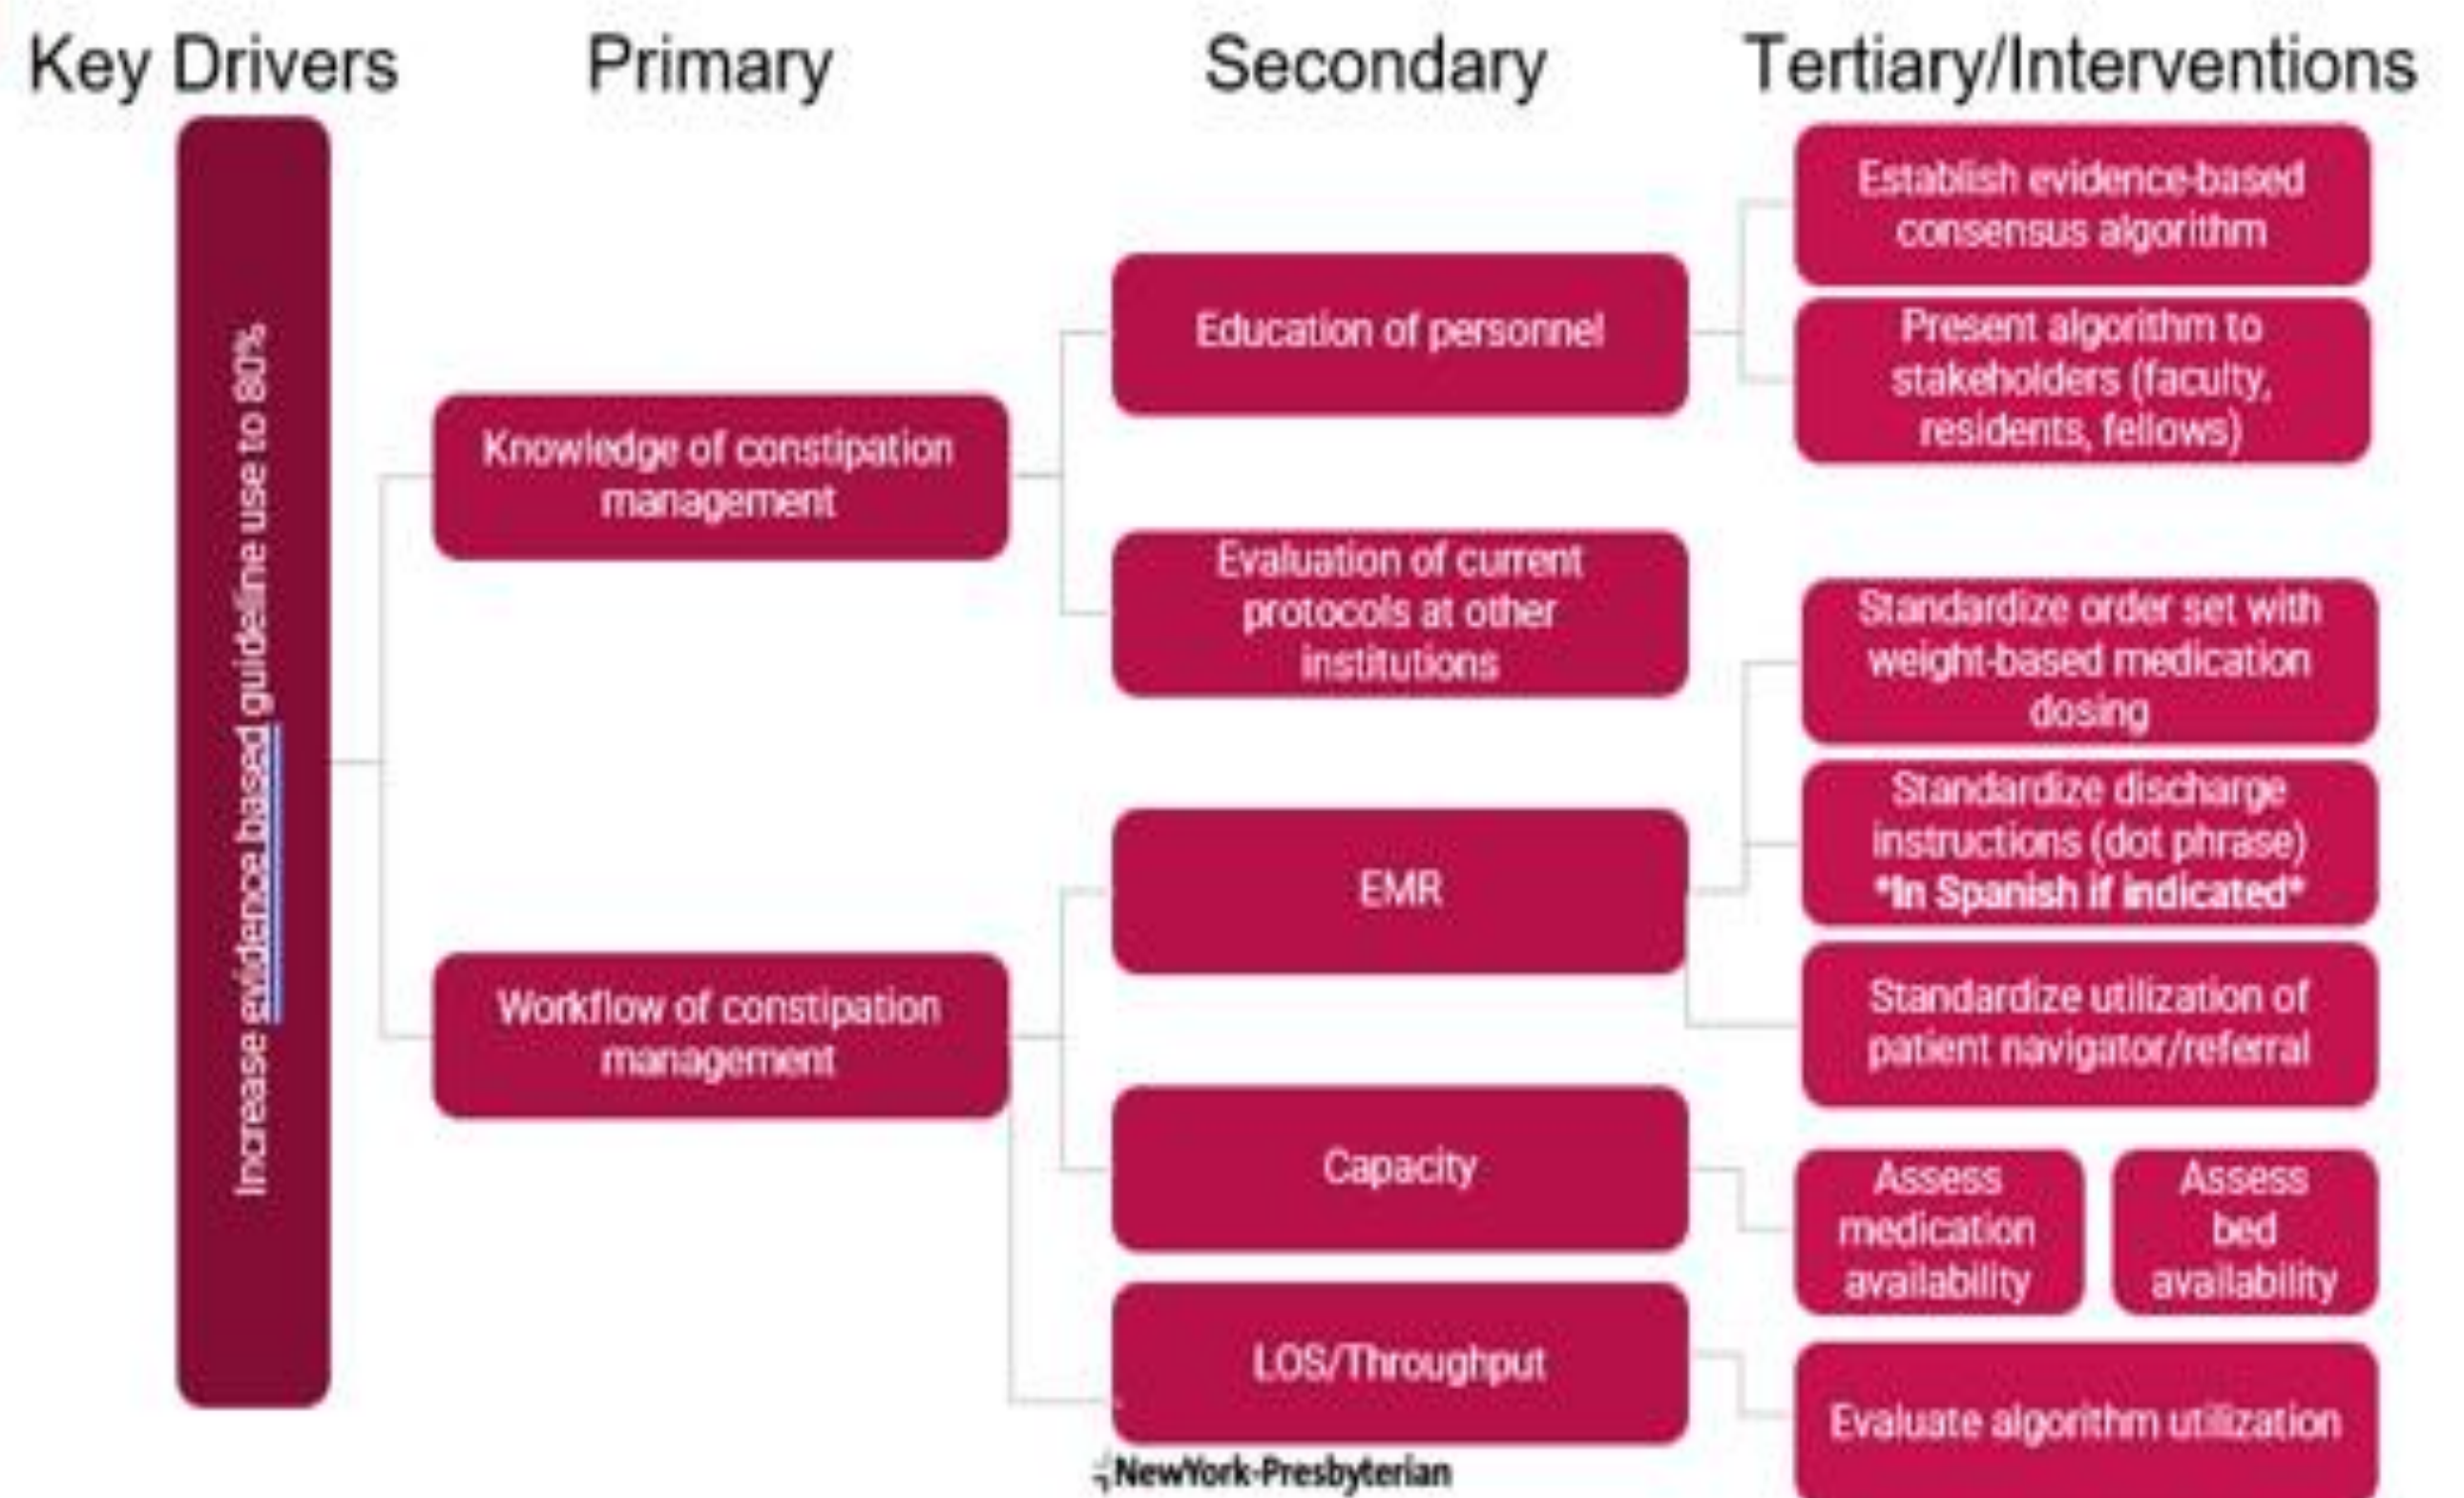 Key Drivers
Primary
Secondary
Tertiary/Interventions
Increase evidence based guideline use to 80%
Knowledge of constipation
management
Workflow of constipation
management
Education of personnel
Evaluation of current
protocols at other
institutions
EMR
Capacity
LOS/Throughput
Establish evidence-based
consensus algorithm
Present algorithm to
stakeholders (faculty,
residents, fellows)
Standardize order set with
weight-based medication
dosing
Standardize discharge
instructions (dot phrase)
*In Spanish if indicated*
Standardize utilization of
patient navigator/referral
Assess
medication
availability
Assess
bed
availability
Evaluate algorithm utilization
NewYork-Presbyterian